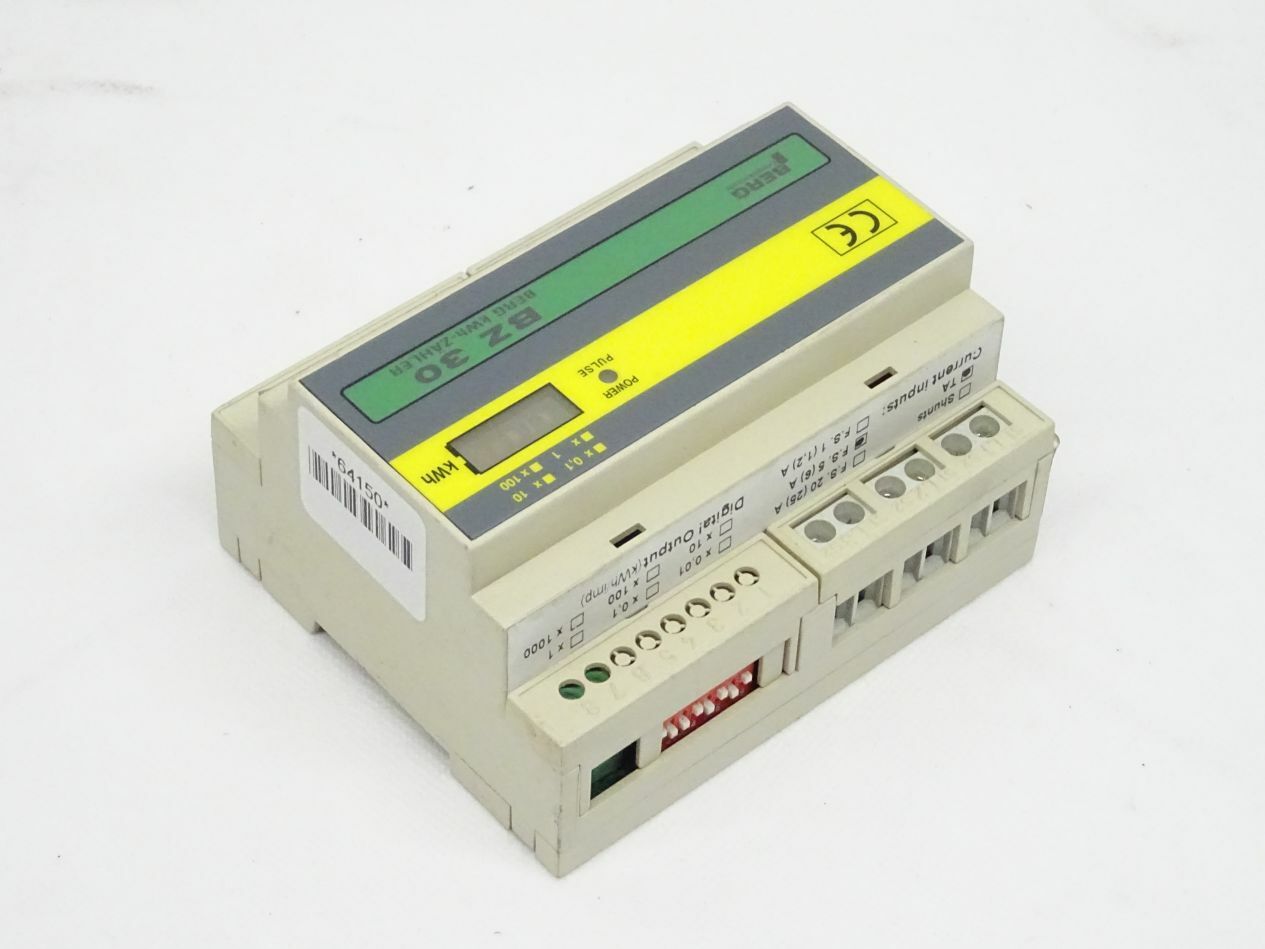 BERG
BZ 30
BERG kWh-ZÄHLER
CE
POWER
PULSE
kWh
x 1
x 10
x 0,1
x 100
*64150*
Current inputs:
TA
Shunts
F.S. 1 (1,2) A
F.S. 5 (6) A
F.S. 20 (25) A
Digital Output (kWh/imp)
x 0,01
x 10
x 0,1
x 100
x 1
x 1000
1 2 3 4 5 6 7
9